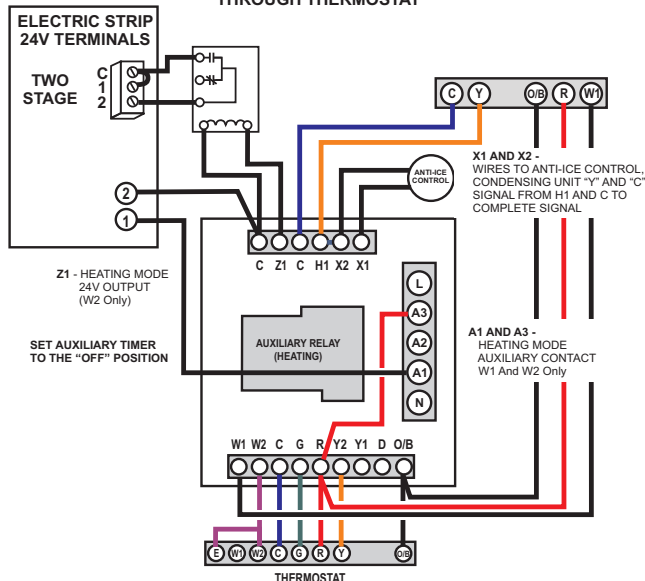 THROUGH THERMOSTAT
ELECTRIC STRIP
24V TERMINALS
TWO
STAGE
C
1
2
C Y O/B R W1
ANTI-ICE
CONTROL
X1 AND X2 -
WIRES TO ANTI-ICE CONTROL,
CONDENSING UNIT “Y” AND “C”
SIGNAL FROM H1 AND C TO
COMPLETE SIGNAL
2
1
C Z1 C H1 X2 X1
Z1 - HEATING MODE
24V OUTPUT
(W2 Only)
SET AUXILIARY TIMER
TO THE “OFF” POSITION
AUXILIARY RELAY
(HEATING)
L
A3
A2
A1
N
A1 AND A3 -
HEATING MODE
AUXILIARY CONTACT
W1 And W2 Only
W1 W2 C G R Y2 Y1 D O/B
E W1 W2 C G R Y O/B
THERMOSTAT